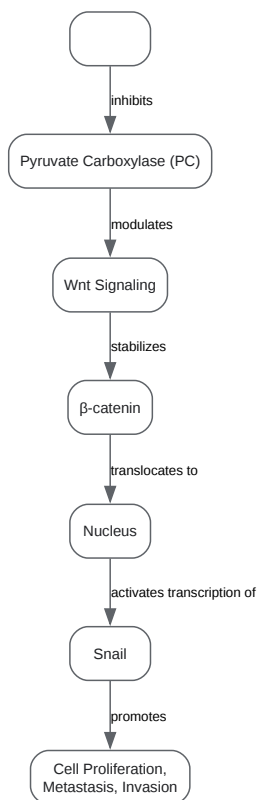 inhibits
Pyruvate Carboxylase (PC)
modulates
Wnt Signaling
stabilizes
β-catenin
translocates to
Nucleus
activates transcription of
Snail
promotes
Cell Proliferation,
Metastasis, Invasion